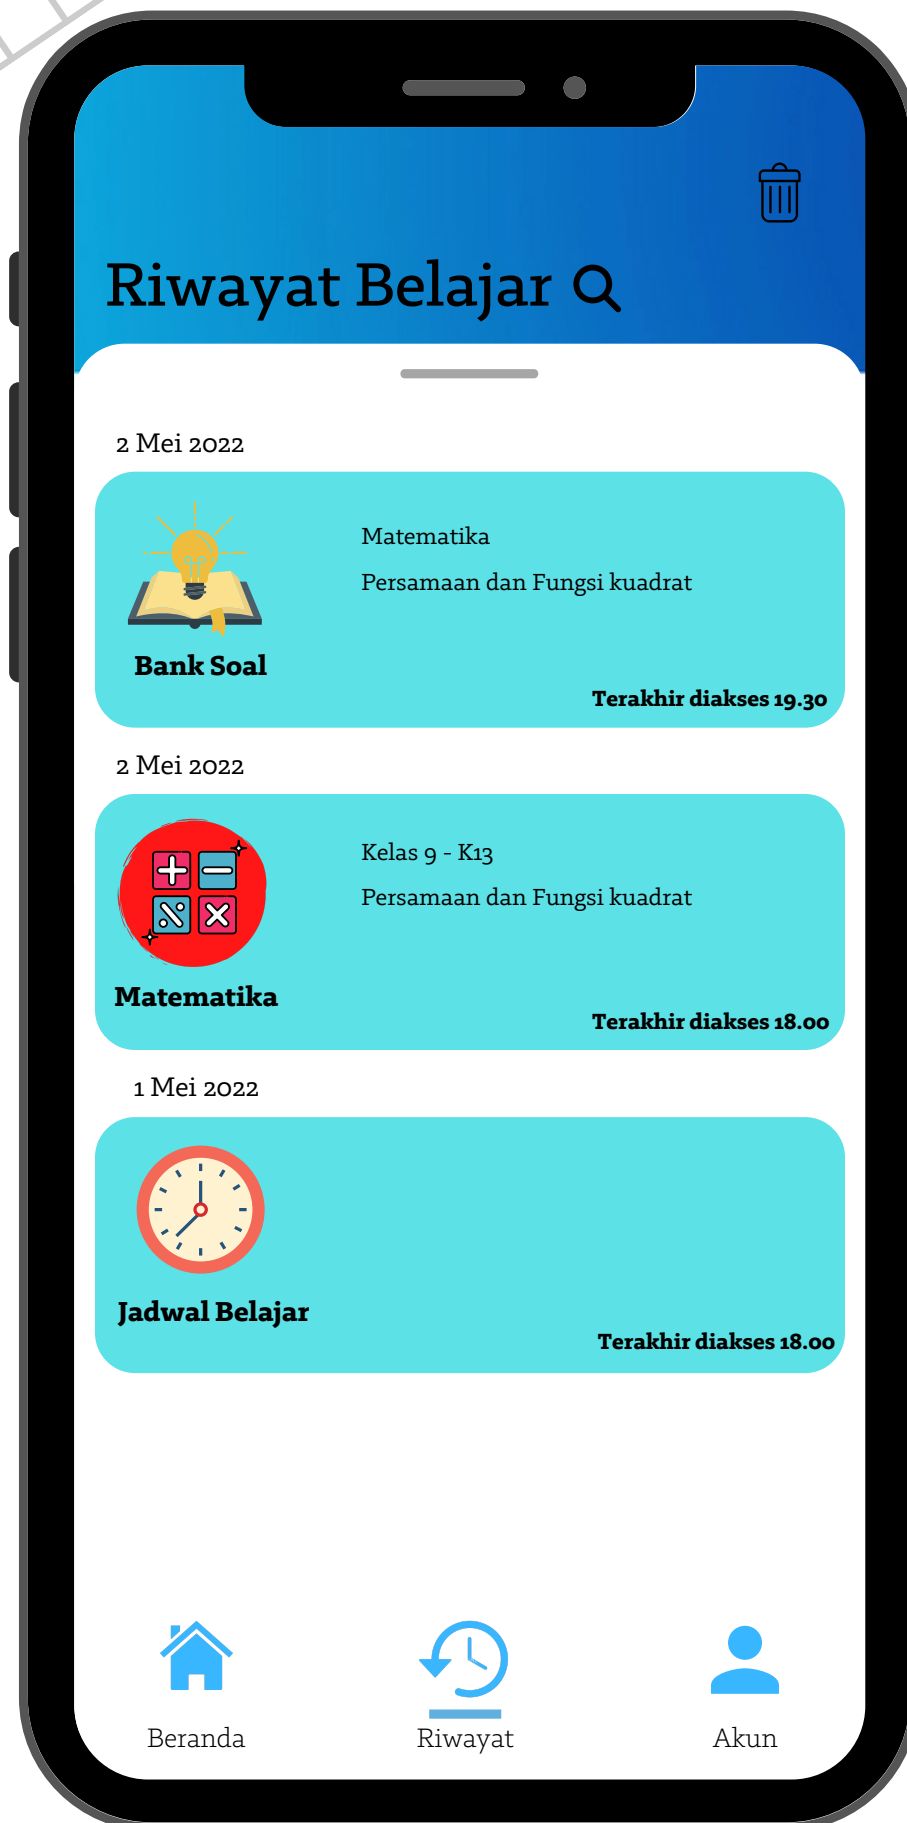 Riwayat Belajar
2 Mei 2022
Matematika
Persamaan dan Fungsi kuadrat
Bank Soal
Terakhir diakses 19.30
2 Mei 2022
Kelas 9 - K13
Persamaan dan Fungsi kuadrat
Matematika
Terakhir diakses 18.00
1 Mei 2022
Jadwal Belajar
Terakhir diakses 18.00
Beranda
Riwayat
Akun